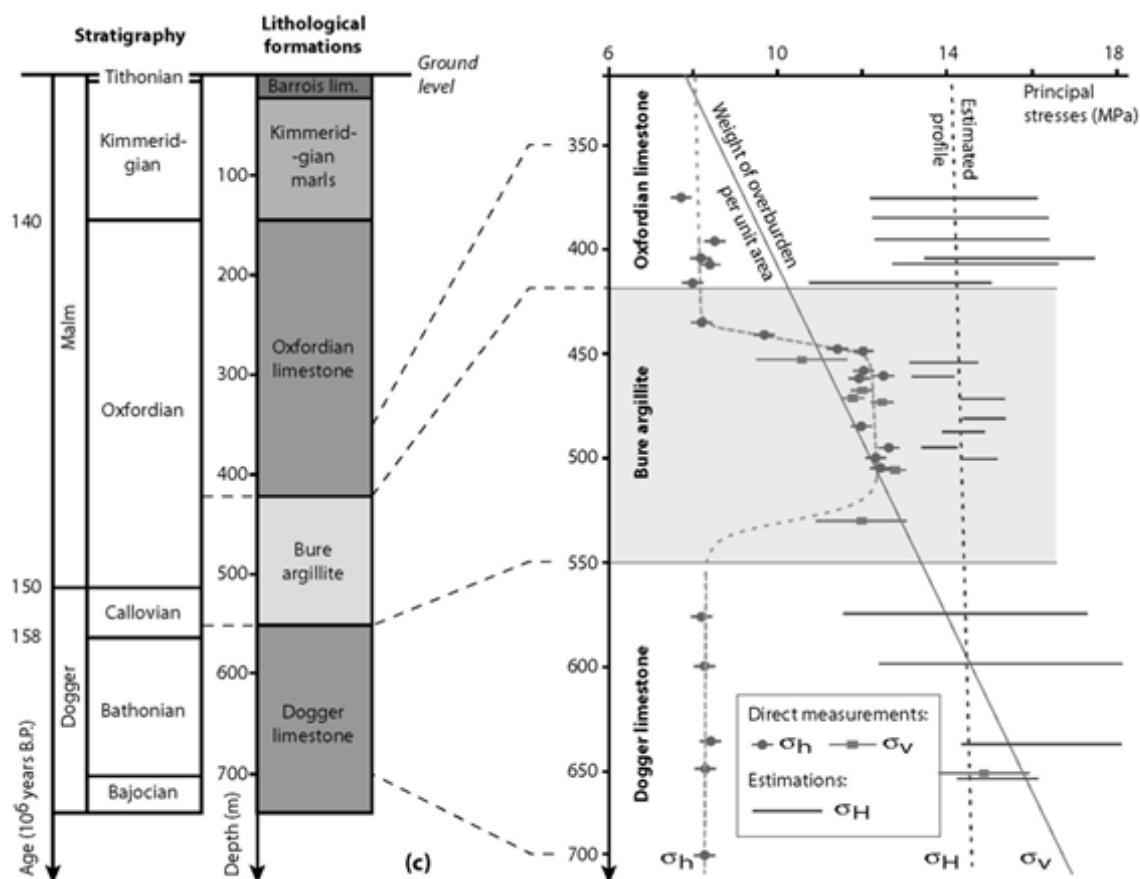 Stratigraphy
Lithological
formations
Tithonian
Kimmerid-
gian
140
Malm
Oxfordian
150
Callovian
158
Dogger
Bathonian
Bajocian
Age (10⁶ years B.P.)
Ground
level
Barrois lim.
Kimmerid-
-gian
marls
100
200
Oxfordian
limestone
300
400
Bure
argillite
500
600
Dogger
limestone
700
Depth (m)
(c)
6
10
14
18
Principal
stresses (MPa)
Estimated
profile
Weight of overburden
per unit area
350
400
450
500
550
600
650
700
Oxfordian limestone
Bure argillite
Dogger limestone
Direct measurements:
σh σv
Estimations:
σH
σh σH σv